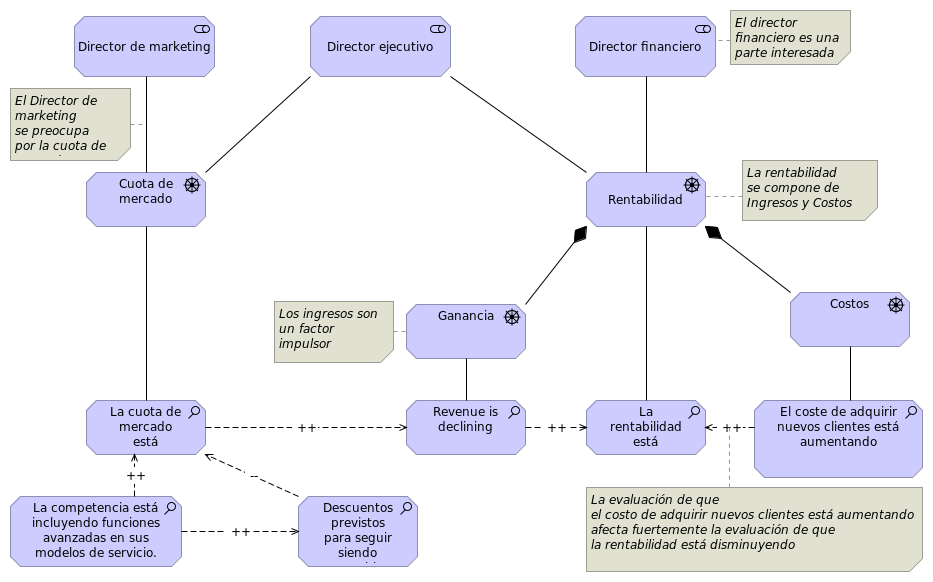 Director de marketing
Director ejecutivo
Director financiero
El director
financiero es una
parte interesada
El Director de
marketing
se preocupa
por la cuota de
Cuota de
mercado
Rentabilidad
La rentabilidad
se compone de
Ingresos y Costos
Los ingresos son
un factor
impulsor
Ganancia
Costos
La cuota de
mercado
está
++
Revenue is
declining
++
La
rentabilidad
está
++
El coste de adquirir
nuevos clientes está
aumentando
++
--
La competencia está
incluyendo funciones
avanzadas en sus
modelos de servicio.
++
Descuentos
previstos
para seguir
siendo
La evaluación de que
el costo de adquirir nuevos clientes está aumentando
afecta fuertemente la evaluación de que
la rentabilidad está disminuyendo